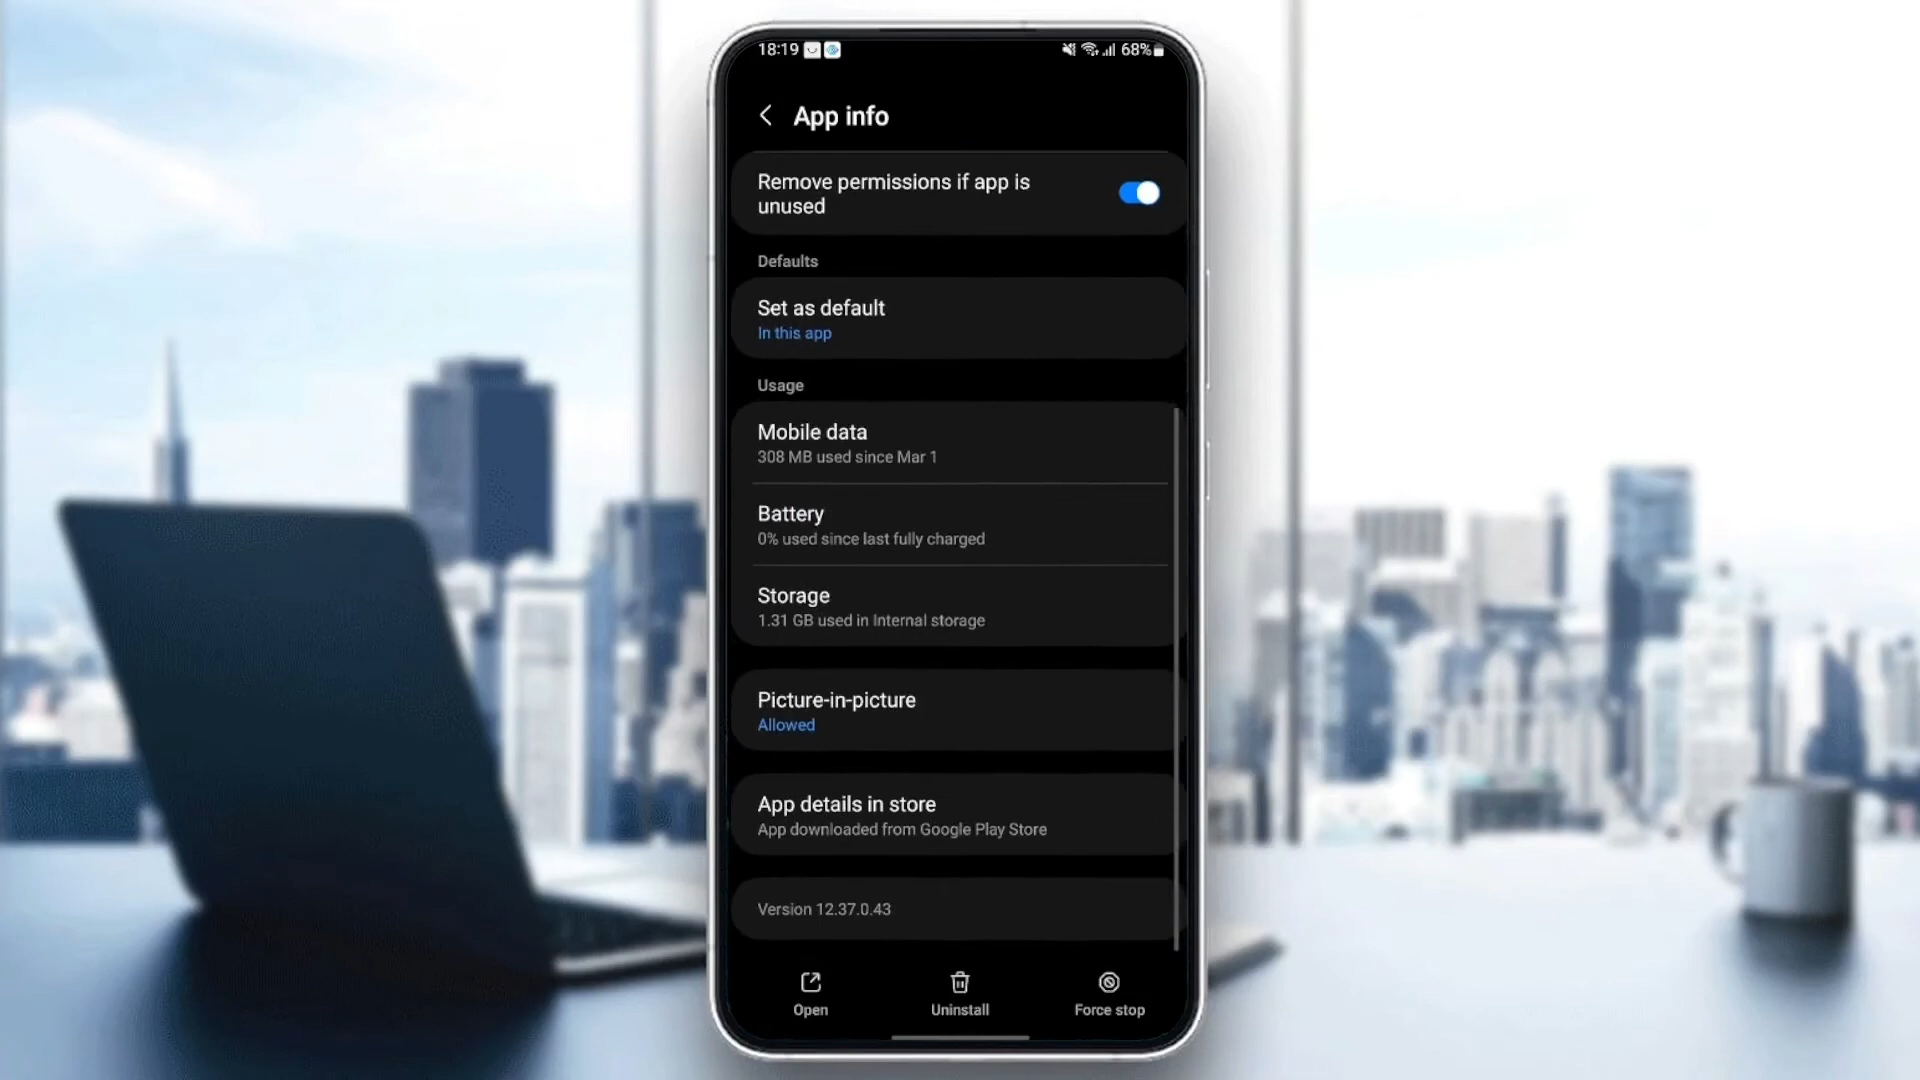 18:19 68%
App info
Remove permissions if app is
unused
Defaults
Set as default
In this app
Usage
Mobile data
308 MB used since Mar 1
Battery
0% used since last fully charged
Storage
1.31 GB used in Internal storage
Picture-in-picture
Allowed
App details in store
App downloaded from Google Play Store
Version 12.37.0.43
Open Uninstall Force stop